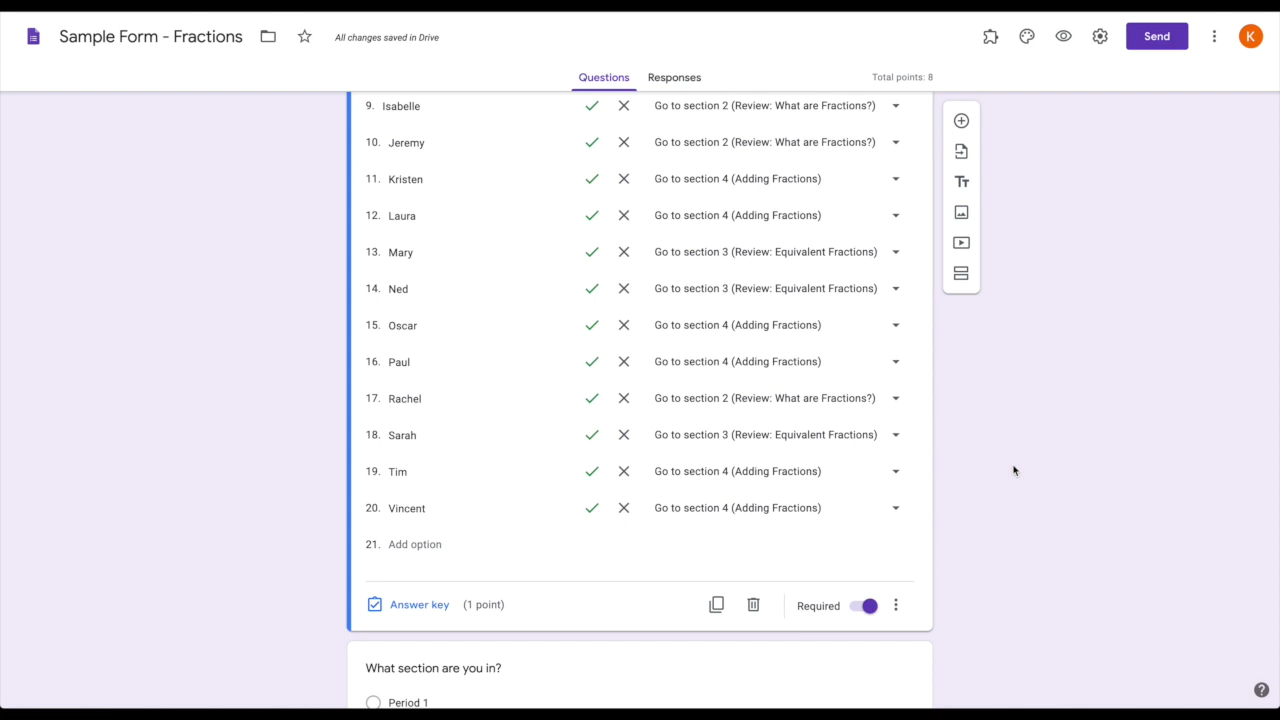 Sample Form - Fractions
All changes saved in Drive
Send
K
Questions
Responses
Total points: 8
9. Isabelle Go to section 2 (Review: What are Fractions?)
10. Jeremy Go to section 2 (Review: What are Fractions?)
11. Kristen Go to section 4 (Adding Fractions)
12. Laura Go to section 4 (Adding Fractions)
13. Mary Go to section 3 (Review: Equivalent Fractions)
14. Ned Go to section 3 (Review: Equivalent Fractions)
15. Oscar Go to section 4 (Adding Fractions)
16. Paul Go to section 4 (Adding Fractions)
17. Rachel Go to section 2 (Review: What are Fractions?)
18. Sarah Go to section 3 (Review: Equivalent Fractions)
19. Tim Go to section 4 (Adding Fractions)
20. Vincent Go to section 4 (Adding Fractions)
21. Add option
Answer key (1 point)
Required
What section are you in?
Period 1